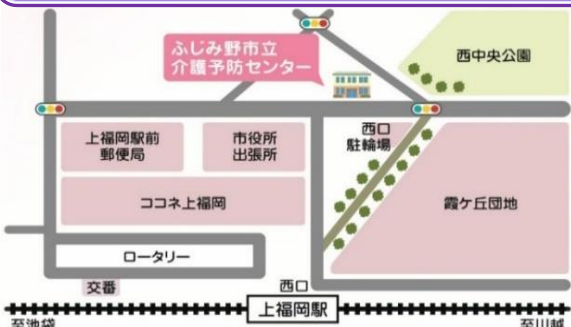 ふじみ野市立
介護予防センター
西中央公園
上福岡駅前
郵便局
市役所
出張所
西口
駐輪場
ココネ上福岡
霞ケ丘団地
ロータリー
交番
西口
上福岡駅
至池袋
至川越